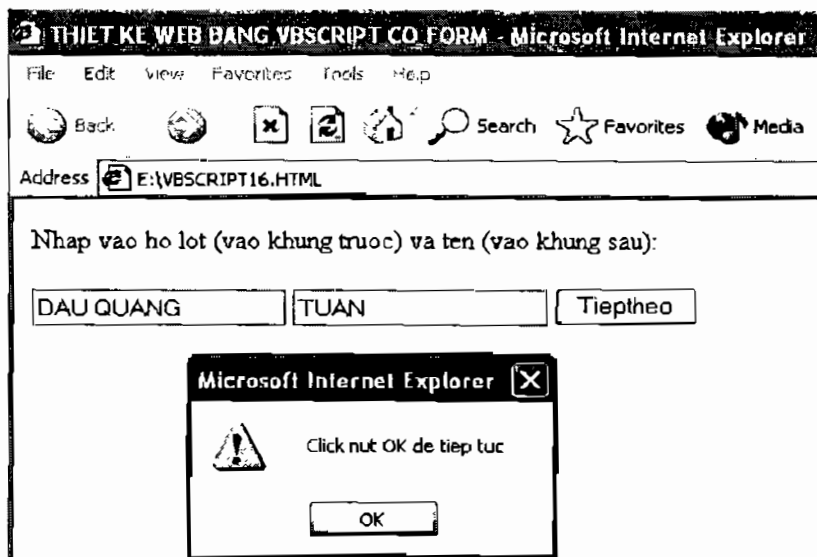 THIET KE WEB BANG VBSCRIPT CO FORM - Microsoft Internet Explorer
File Edit View Favorites Tools Help
Back Search Favorites Media
Address E:\VBSCRIPT16.HTML
Nhap vao ho lot (vao khung truoc) va ten (vao khung sau):
DAU QUANG TUAN Tieptheo
Microsoft Internet Explorer
Click nut OK de tiep tuc
OK